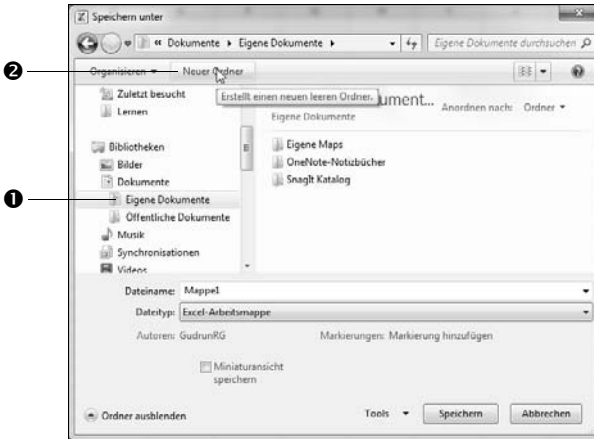 Speichern unter
« Dokumente ▸ Eigene Dokumente ▸ Eigene Dokumente durchsuchen
❷ Organisieren ▾ Neuer Ordner
Zuletzt besucht
Erstellt einen neuen leeren Ordner.
ument... Anordnen nach: Ordner ▾
Lernen
Eigene Dokumente
Bibliotheken
Eigene Maps
Bilder
OneNote-Notizbücher
Dokumente
SnagIt Katalog
❶ Eigene Dokumente
Öffentliche Dokumente
Musik
Synchronisationen
Videos
Dateiname: Mappe1
Dateityp: Excel-Arbeitsmappe
Autoren: GudrunRG Markierungen: Markierung hinzufügen
Miniaturansicht
speichern
Ordner ausblenden Tools ▾ Speichern Abbrechen